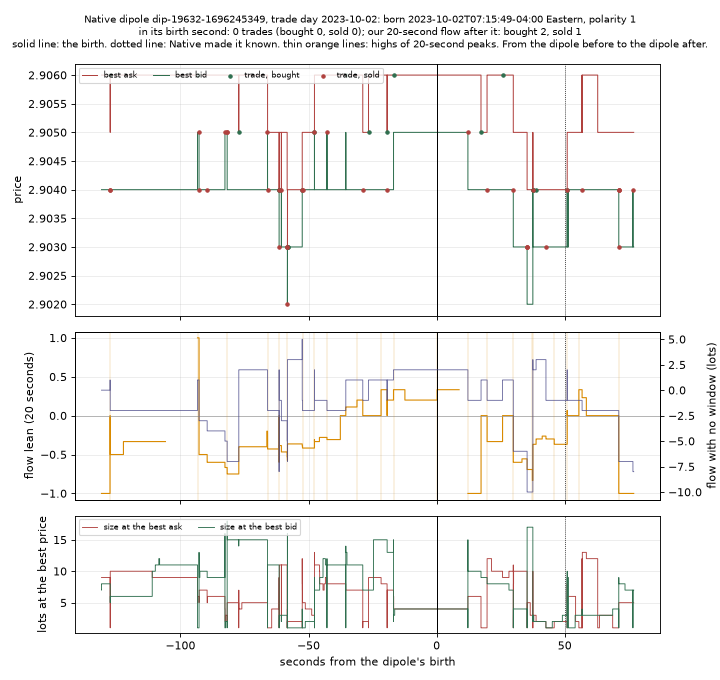 Native dipole dip-19632-1696245349, trade day 2023-10-02: born 2023-10-02T07:15:49-04:00 Eastern, polarity 1
in its birth second: 0 trades (bought 0, sold 0); our 20-second flow after it: bought 2, sold 1
solid line: the birth. dotted line: Native made it known. thin orange lines: highs of 20-second peaks. From the dipole before to the dipole after.
best ask best bid trade, bought trade, sold
2.9060
2.9055
2.9050
2.9045
2.9040
2.9035
2.9030
2.9025
2.9020
price
1.0
0.5
0.0
−0.5
−1.0
flow lean (20 seconds)
5.0
2.5
0.0
−2.5
−5.0
−7.5
−10.0
flow with no window (lots)
size at the best ask size at the best bid
15
10
5
lots at the best price
−100 −50 0 50
seconds from the dipole's birth